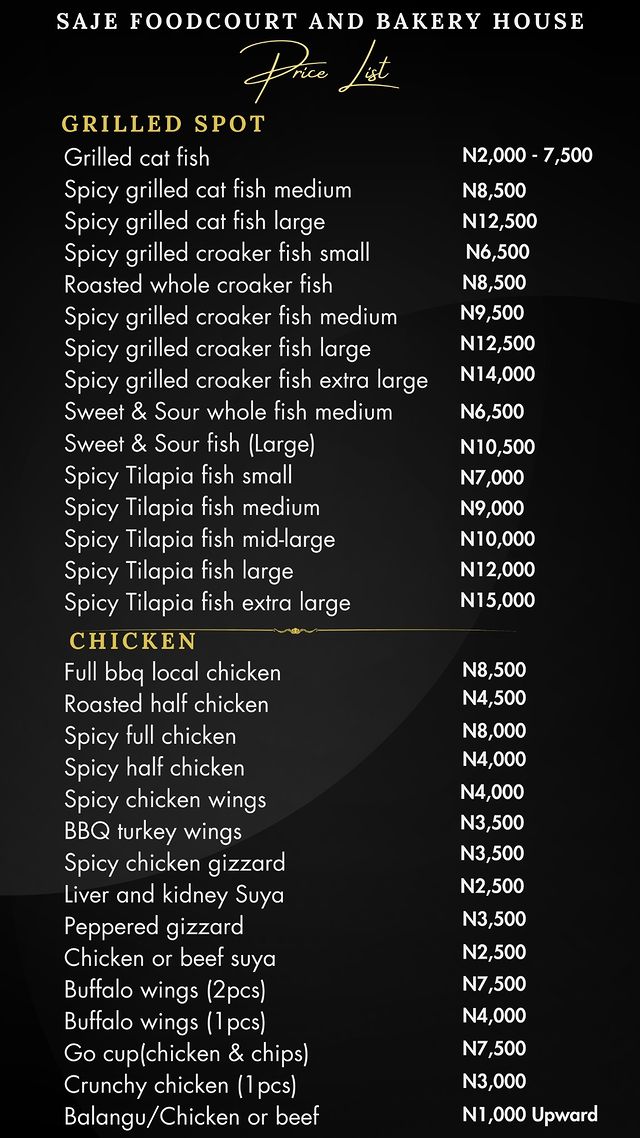 SAJE FOODCOURT AND BAKERY HOUSE
Price List
GRILLED SPOT
Grilled cat fish N2,000 - 7,500
Spicy grilled cat fish medium N8,500
Spicy grilled cat fish large N12,500
Spicy grilled croaker fish small N6,500
Roasted whole croaker fish N8,500
Spicy grilled croaker fish medium N9,500
Spicy grilled croaker fish large N12,500
Spicy grilled croaker fish extra large N14,000
Sweet & Sour whole fish medium N6,500
Sweet & Sour fish (Large) N10,500
Spicy Tilapia fish small N7,000
Spicy Tilapia fish medium N9,000
Spicy Tilapia fish mid-large N10,000
Spicy Tilapia fish large N12,000
Spicy Tilapia fish extra large N15,000
CHICKEN
Full bbq local chicken N8,500
Roasted half chicken N4,500
Spicy full chicken N8,000
Spicy half chicken N4,000
Spicy chicken wings N4,000
BBQ turkey wings N3,500
Spicy chicken gizzard N3,500
Liver and kidney Suya N2,500
Peppered gizzard N3,500
Chicken or beef suya N2,500
Buffalo wings (2pcs) N7,500
Buffalo wings (1pcs) N4,000
Go cup(chicken & chips) N7,500
Crunchy chicken (1pcs) N3,000
Balangu/Chicken or beef N1,000 Upward